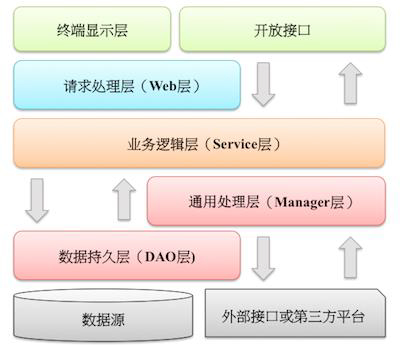 终端显示层
开放接口
请求处理层（Web层）
业务逻辑层（Service层）
通用处理层（Manager层）
数据持久层（DAO层)
数据源
外部接口或第三方平台